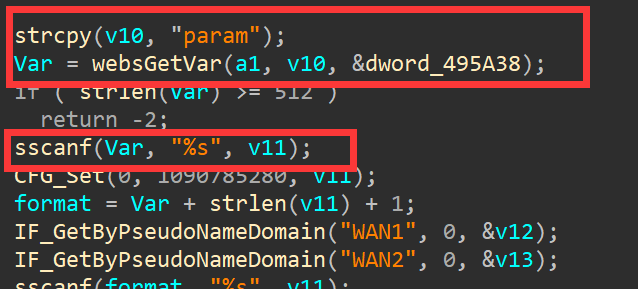 strcpy(v10, "param");
Var = websGetVar(a1, v10, &dword_495A38);
if ( strlen(Var) >= 512 )
return -2;
sscanf(Var, "%s", v11);
CFG_Set(0, 1090785280, v11);
format = Var + strlen(v11) + 1;
IF_GetByPseudoNameDomain("WAN1", 0, &v12);
IF_GetByPseudoNameDomain("WAN2", 0, &v13);
sscanf(format, "%s", v11);